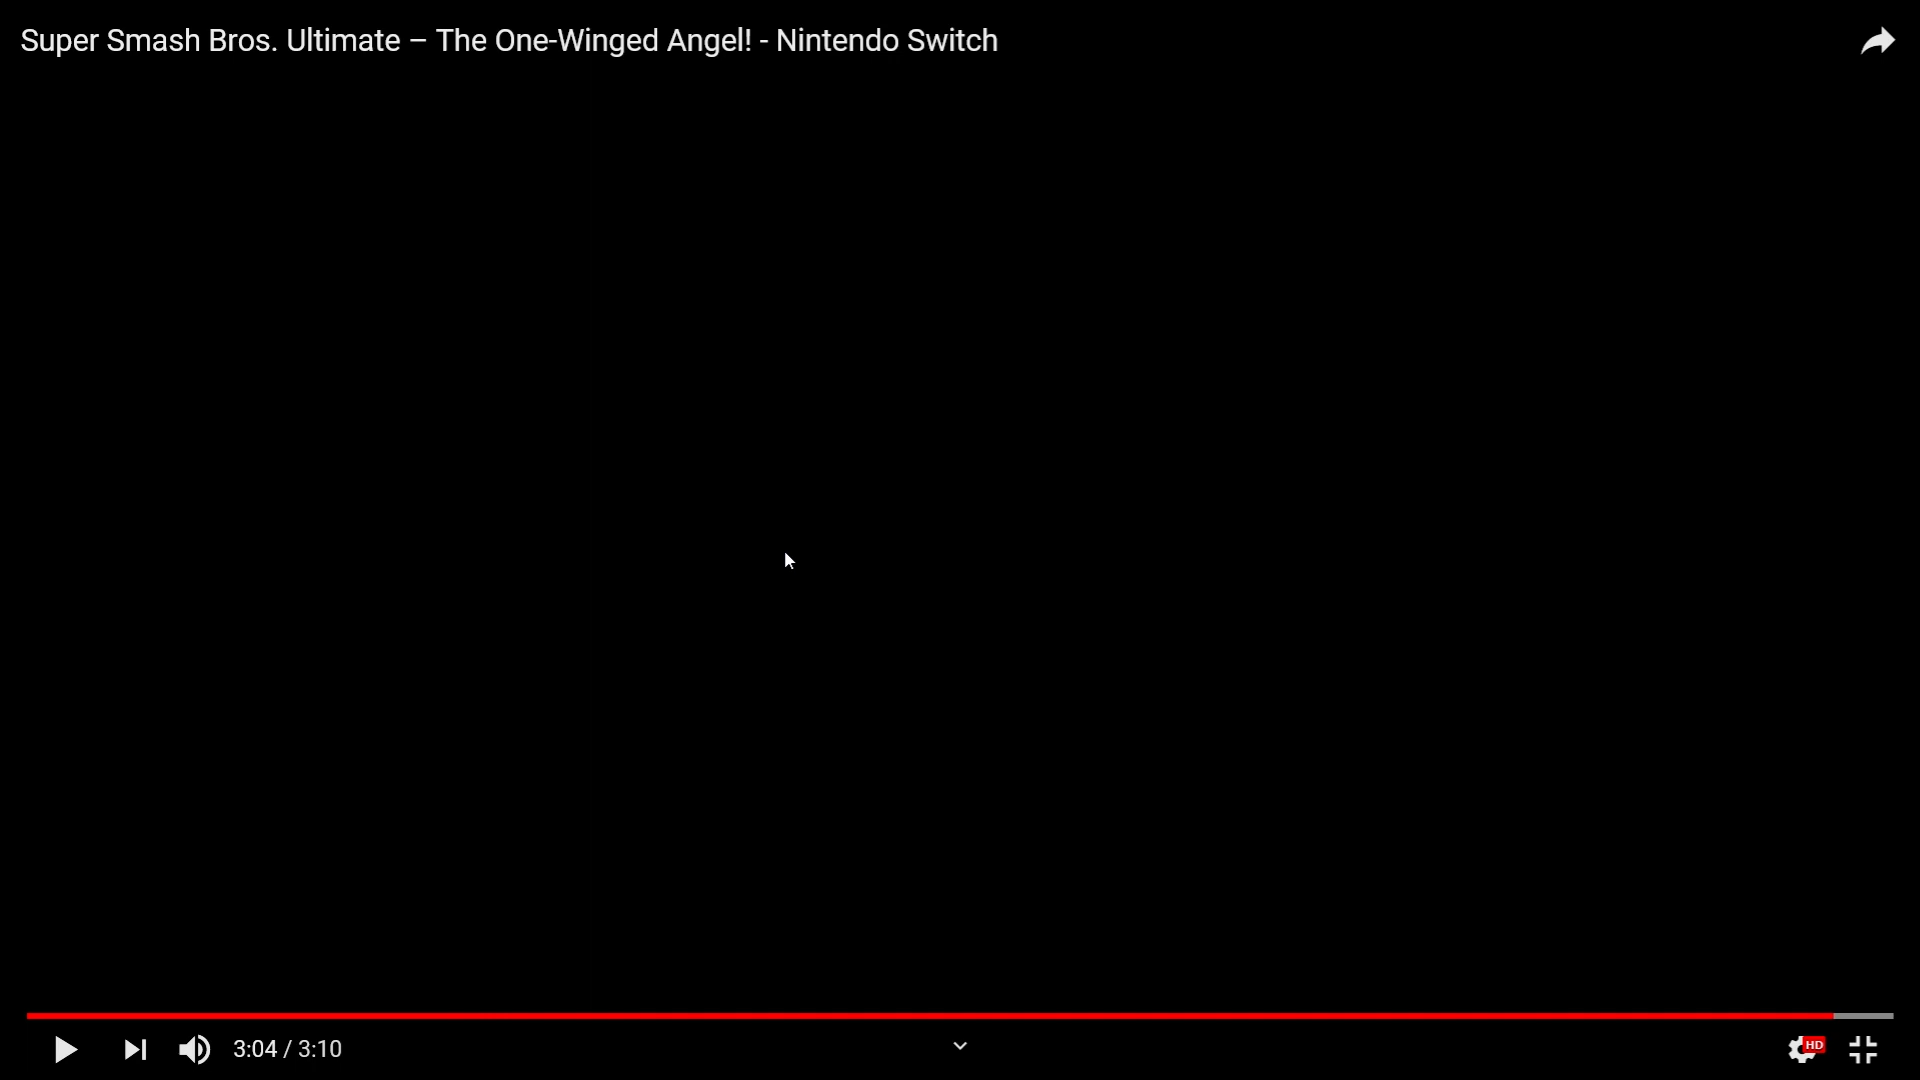 Super Smash Bros. Ultimate – The One-Winged Angel! - Nintendo Switch
3:04 / 3:10
HD